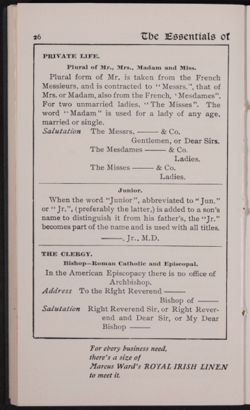 26 The Essentials of
PRIVATE LIFE.
Plural of Mr., Mrs., Madam and Miss.
Plural form of Mr. is taken from the French
Messieurs, and is contracted to "Messrs.", that of
Mrs. or Madam, also from the French, 'Mesdames".
For two unmarried ladies, "The Misses". The
word "Madam" is used for a lady of any age,
married or single.
Salutation The Messrs. —— & Co.
Gentlemen, or Dear Sirs.
The Mesdames —— & Co.
Ladies.
The Misses —— & Co.
Ladies.
Junior.
When the word "Junior", abbreviated to "Jun."
or "Jr.", (preferably the latter,) is added to a son's
name to distinguish it from his father's, the "Jr."
becomes part of the name and is used with all titles.
——. Jr., M.D.
THE CLERGY.
Bishop—Roman Catholic and Episcopal.
In the American Episcopacy there is no office of
Archbishop.
Address To the Right Reverend ——
Bishop of ——
Salutation Right Reverend Sir, or Right Rever-
end and Dear Sir, or My Dear
Bishop ——
For every business need,
there's a size of
Marcus Ward's ROYAL IRISH LINEN
to meet it.